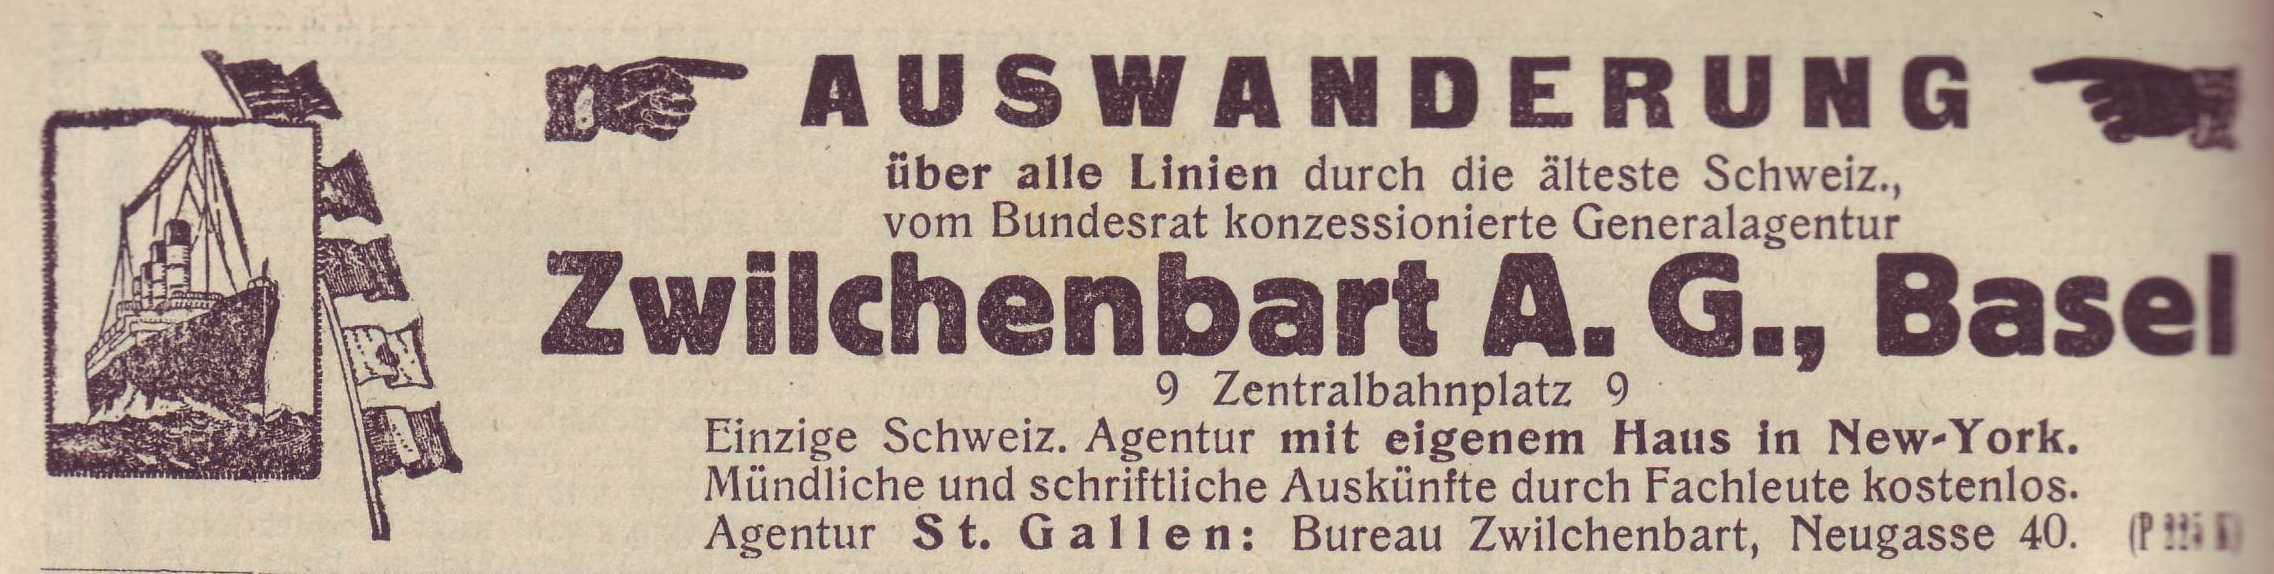 AUSWANDERUNG
über alle Linien durch die älteste Schweiz.,
vom Bundesrat konzessionierte Generalagentur
Zwilchenbart A. G., Basel
9 Zentralbahnplatz 9
Einzige Schweiz. Agentur mit eigenem Haus in New-York.
Mündliche und schriftliche Auskünfte durch Fachleute kostenlos.
Agentur St. Gallen: Bureau Zwilchenbart, Neugasse 40. (P